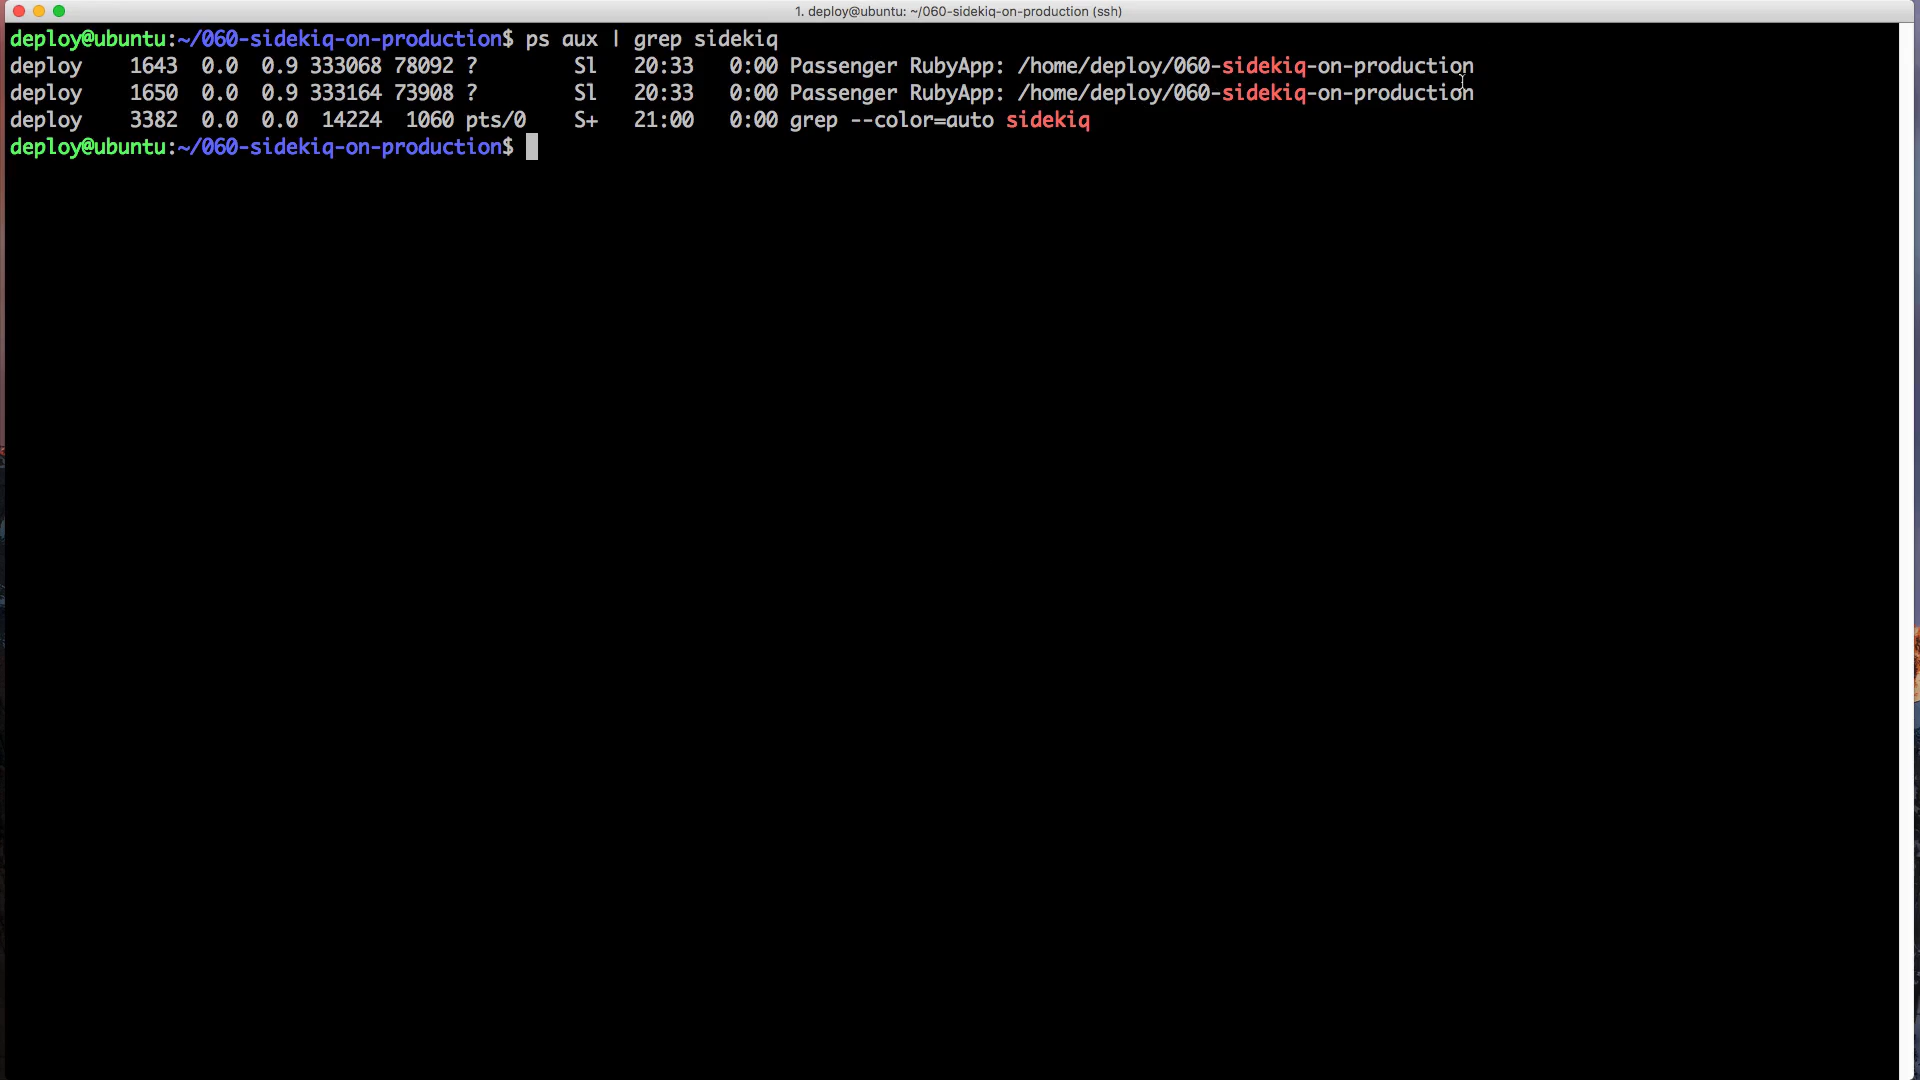 1. deploy@ubuntu: ~/060-sidekiq-on-production (ssh)
deploy@ubuntu:~/060-sidekiq-on-production$ ps aux | grep sidekiq
deploy    1643  0.0  0.9 333068 78092 ?        Sl   20:33   0:00 Passenger RubyApp: /home/deploy/060-sidekiq-on-production
deploy    1650  0.0  0.9 333164 73908 ?        Sl   20:33   0:00 Passenger RubyApp: /home/deploy/060-sidekiq-on-production
deploy    3382  0.0  0.0  14224  1060 pts/0    S+   21:00   0:00 grep --color=auto sidekiq
deploy@ubuntu:~/060-sidekiq-on-production$